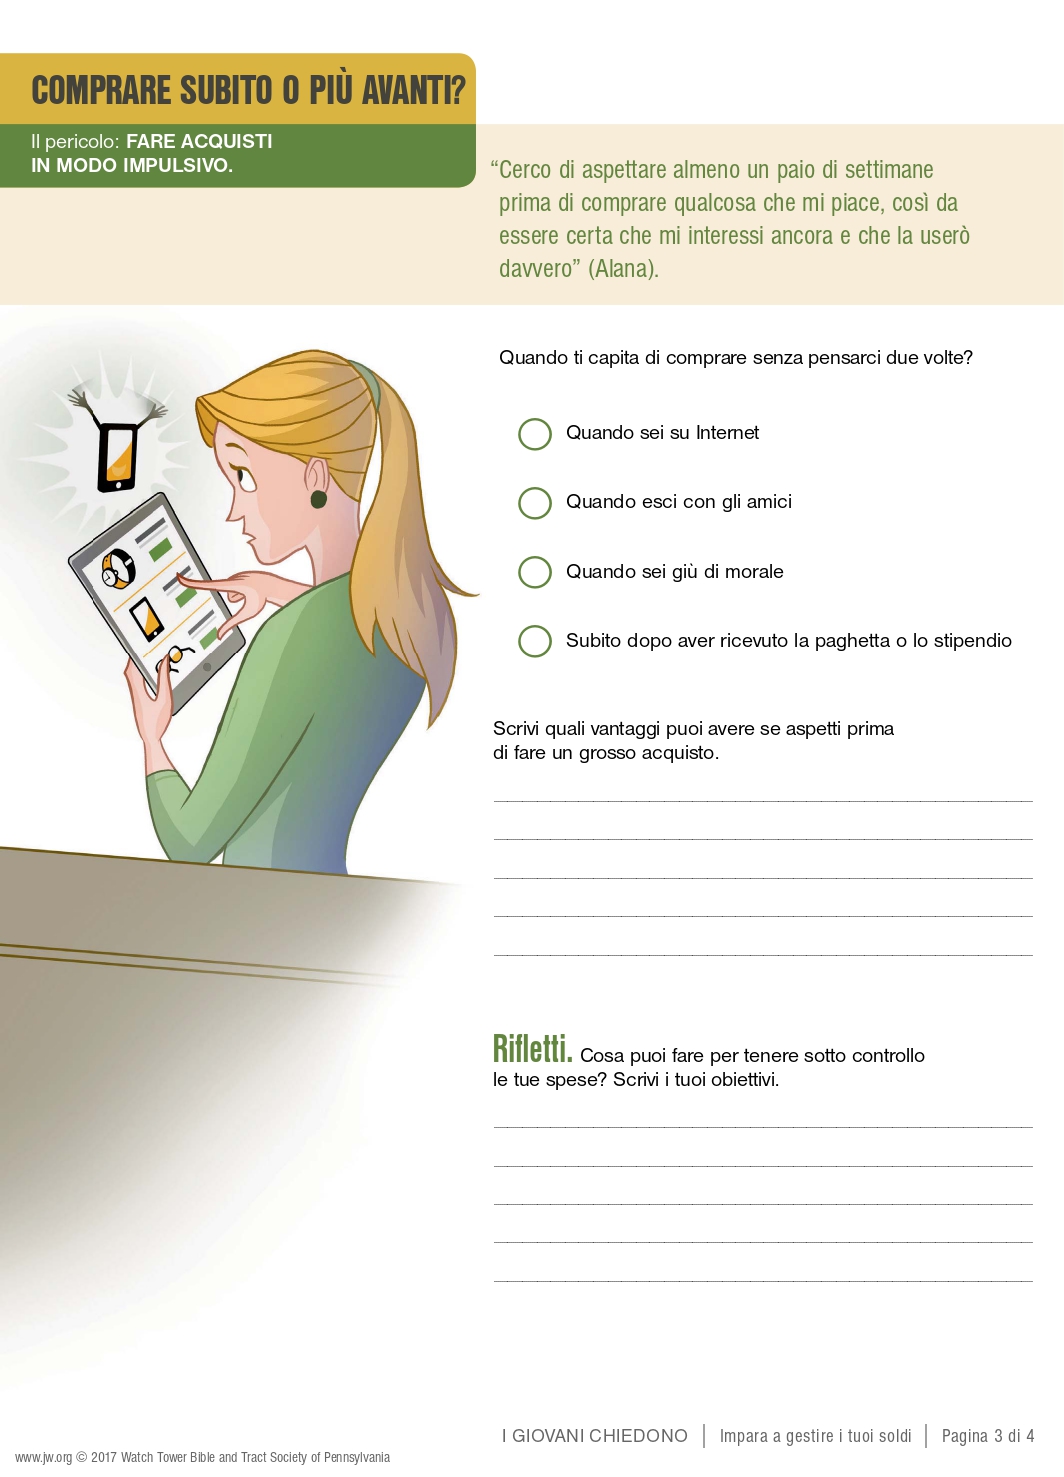 COMPRARE SUBITO O PIÙ AVANTI?
Il pericolo: FARE ACQUISTI
IN MODO IMPULSIVO.
“Cerco di aspettare almeno un paio di settimane
prima di comprare qualcosa che mi piace, così da
essere certa che mi interessi ancora e che la userò
davvero” (Alana).
Quando ti capita di comprare senza pensarci due volte?
Quando sei su Internet
Quando esci con gli amici
Quando sei giù di morale
Subito dopo aver ricevuto la paghetta o lo stipendio
Scrivi quali vantaggi puoi avere se aspetti prima
di fare un grosso acquisto.
Rifletti. Cosa puoi fare per tenere sotto controllo
le tue spese? Scrivi i tuoi obiettivi.
I GIOVANI CHIEDONO | Impara a gestire i tuoi soldi | Pagina 3 di 4
www.jw.org © 2017 Watch Tower Bible and Tract Society of Pennsylvania